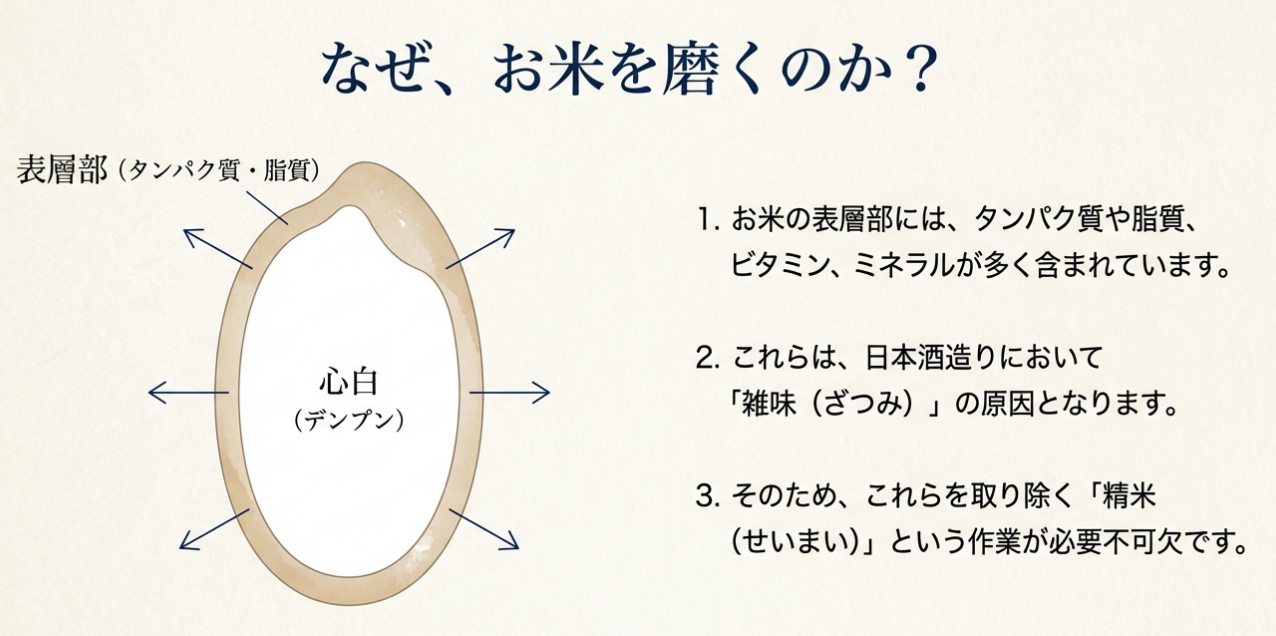 なぜ、お米を磨くのか？
表層部（タンパク質・脂質）
心白
（デンプン）
1. お米の表層部には、タンパク質や脂質、
ビタミン、ミネラルが多く含まれています。
2. これらは、日本酒造りにおいて
「雑味（ざつみ）」の原因となります。
3. そのため、これらを取り除く「精米
（せいまい）」という作業が必要不可欠です。